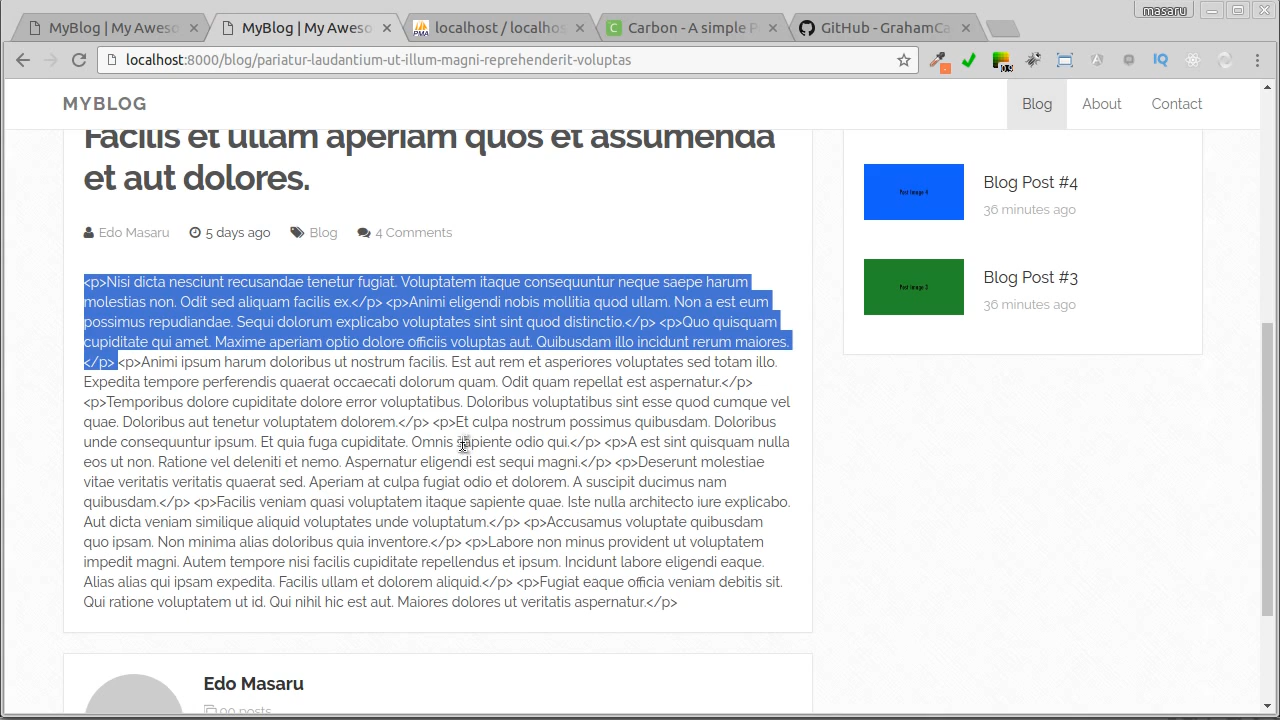 masaru
MyBlog | My Aweso
MyBlog | My Aweso
localhost / localhos
Carbon - A simple P
GitHub - GrahamCa
localhost:8000/blog/pariatur-laudantium-ut-illum-magni-reprehenderit-voluptas
IQ
MYBLOG
Blog
About
Contact
Facilis et ullam aperiam quos et assumenda
et aut dolores.
Edo Masaru
5 days ago
Blog
4 Comments
<p>Nisi dicta nesciunt recusandae tenetur fugiat. Voluptatem itaque consequuntur neque saepe harum
molestias non. Odit sed aliquam facilis ex.</p> <p>Animi eligendi nobis mollitia quod ullam. Non a est eum
possimus repudiandae. Sequi dolorum explicabo voluptates sint sint quod distinctio.</p> <p>Quo quisquam
cupiditate qui amet. Maxime aperiam optio dolore officiis voluptas aut. Quibusdam illo incidunt rerum maiores.
</p> <p>Animi ipsum harum doloribus ut nostrum facilis. Est aut rem et asperiores voluptates sed totam illo.
Expedita tempore perferendis quaerat occaecati dolorum quam. Odit quam repellat est aspernatur.</p>
<p>Temporibus dolore cupiditate dolore error voluptatibus. Doloribus voluptatibus sint esse quod cumque vel
quae. Doloribus aut tenetur voluptatem dolorem.</p> <p>Et culpa nostrum possimus quibusdam. Doloribus
unde consequuntur ipsum. Et quia fuga cupiditate. Omnis sapiente odio qui.</p> <p>A est sint quisquam nulla
eos ut non. Ratione vel deleniti et nemo. Aspernatur eligendi est sequi magni.</p> <p>Deserunt molestiae
vitae veritatis veritatis quaerat sed. Aperiam at culpa fugiat odio et dolorem. A suscipit ducimus nam
quibusdam.</p> <p>Facilis veniam quasi voluptatem itaque sapiente quae. Iste nulla architecto iure explicabo.
Aut dicta veniam similique aliquid voluptates unde voluptatum.</p> <p>Accusamus voluptate quibusdam
quo ipsam. Non minima alias doloribus quia inventore.</p> <p>Labore non minus provident ut voluptatem
impedit magni. Autem tempore nisi facilis cupiditate repellendus et ipsum. Incidunt labore eligendi eaque.
Alias alias qui ipsam expedita. Facilis ullam et dolorem aliquid.</p> <p>Fugiat eaque officia veniam debitis sit.
Qui ratione voluptatem ut id. Qui nihil hic est aut. Maiores dolores ut veritatis aspernatur.</p>
Post Image 4
Blog Post #4
36 minutes ago
Post Image 3
Blog Post #3
36 minutes ago
Edo Masaru